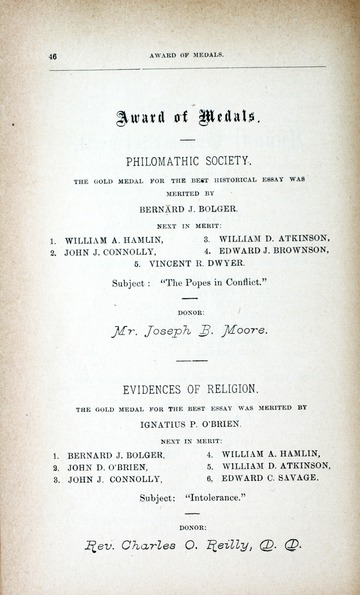 46 AWARD OF MEDALS.
Award of Medals.
PHILOMATHIC SOCIETY.
THE GOLD MEDAL FOR THE BEST HISTORICAL ESSAY WAS
MERITED BY
BERNARD J. BOLGER.
NEXT IN MERIT:
1. WILLIAM A. HAMLIN, 3. WILLIAM D. ATKINSON,
2. JOHN J. CONNOLLY, 4. EDWARD J. BROWNSON,
5. VINCENT R. DWYER.
Subject : "The Popes in Conflict."
DONOR:
Mr. Joseph B. Moore.
EVIDENCES OF RELIGION.
THE GOLD MEDAL FOR THE BEST ESSAY WAS MERITED BY
IGNATIUS P. O'BRIEN.
NEXT IN MERIT:
1. BERNARD J. BOLGER, 4. WILLIAM A. HAMLIN,
2. JOHN D. O'BRIEN, 5. WILLIAM D. ATKINSON,
3. JOHN J. CONNOLLY, 6. EDWARD C. SAVAGE.
Subject: "Intolerance."
DONOR:
Rev. Charles O. Reilly, D. D.